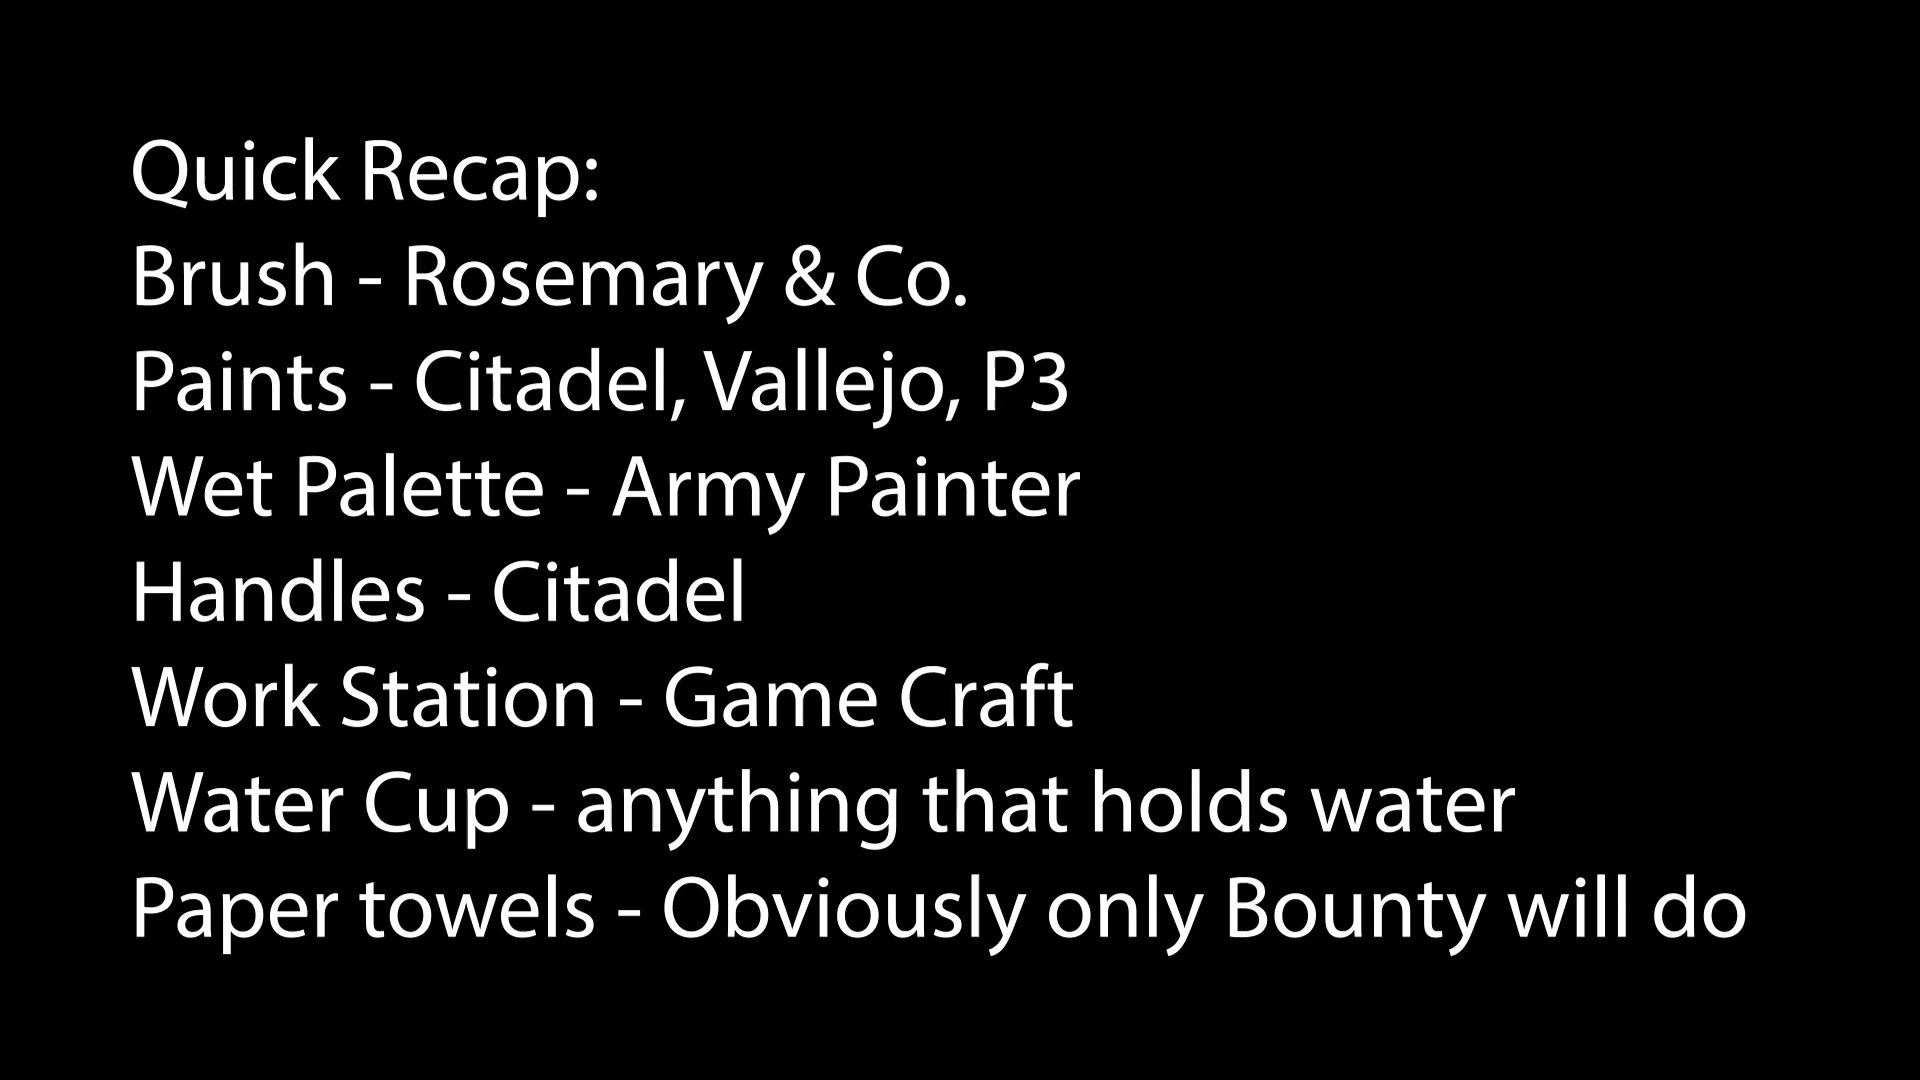 Quick Recap:
Brush - Rosemary & Co.
Paints - Citadel, Vallejo, P3
Wet Palette - Army Painter
Handles - Citadel
Work Station - Game Craft
Water Cup - anything that holds water
Paper towels - Obviously only Bounty will do